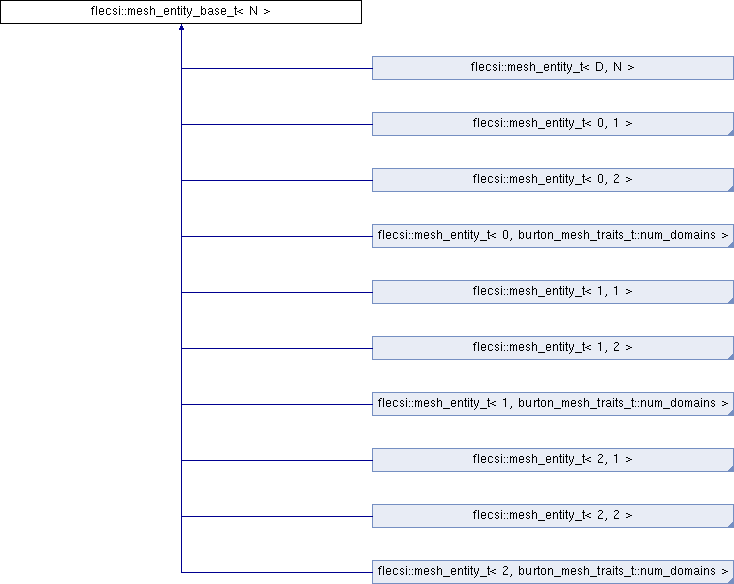 flecsi::mesh_entity_base_t< N >
flecsi::mesh_entity_t< D, N >
flecsi::mesh_entity_t< 0, 1 >
flecsi::mesh_entity_t< 0, 2 >
flecsi::mesh_entity_t< 0, burton_mesh_traits_t::num_domains >
flecsi::mesh_entity_t< 1, 1 >
flecsi::mesh_entity_t< 1, 2 >
flecsi::mesh_entity_t< 1, burton_mesh_traits_t::num_domains >
flecsi::mesh_entity_t< 2, 1 >
flecsi::mesh_entity_t< 2, 2 >
flecsi::mesh_entity_t< 2, burton_mesh_traits_t::num_domains >